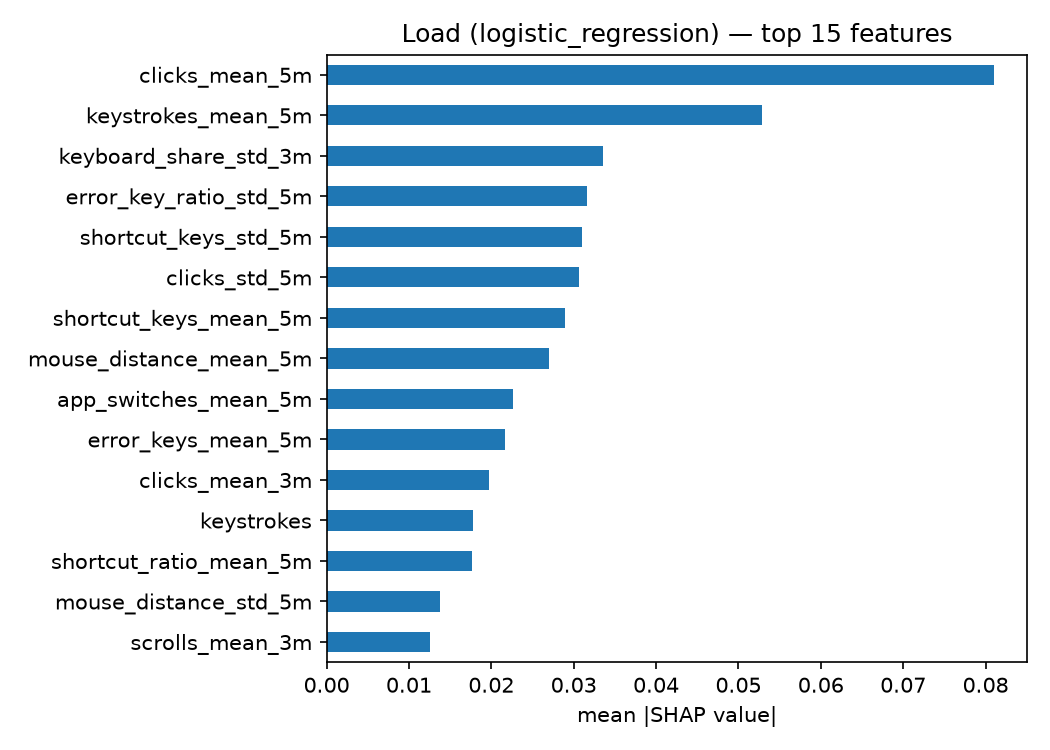 Load (logistic_regression) — top 15 features
clicks_mean_5m
keystrokes_mean_5m
keyboard_share_std_3m
error_key_ratio_std_5m
shortcut_keys_std_5m
clicks_std_5m
shortcut_keys_mean_5m
mouse_distance_mean_5m
app_switches_mean_5m
error_keys_mean_5m
clicks_mean_3m
keystrokes
shortcut_ratio_mean_5m
mouse_distance_std_5m
scrolls_mean_3m
0.00 0.01 0.02 0.03 0.04 0.05 0.06 0.07 0.08
mean |SHAP value|